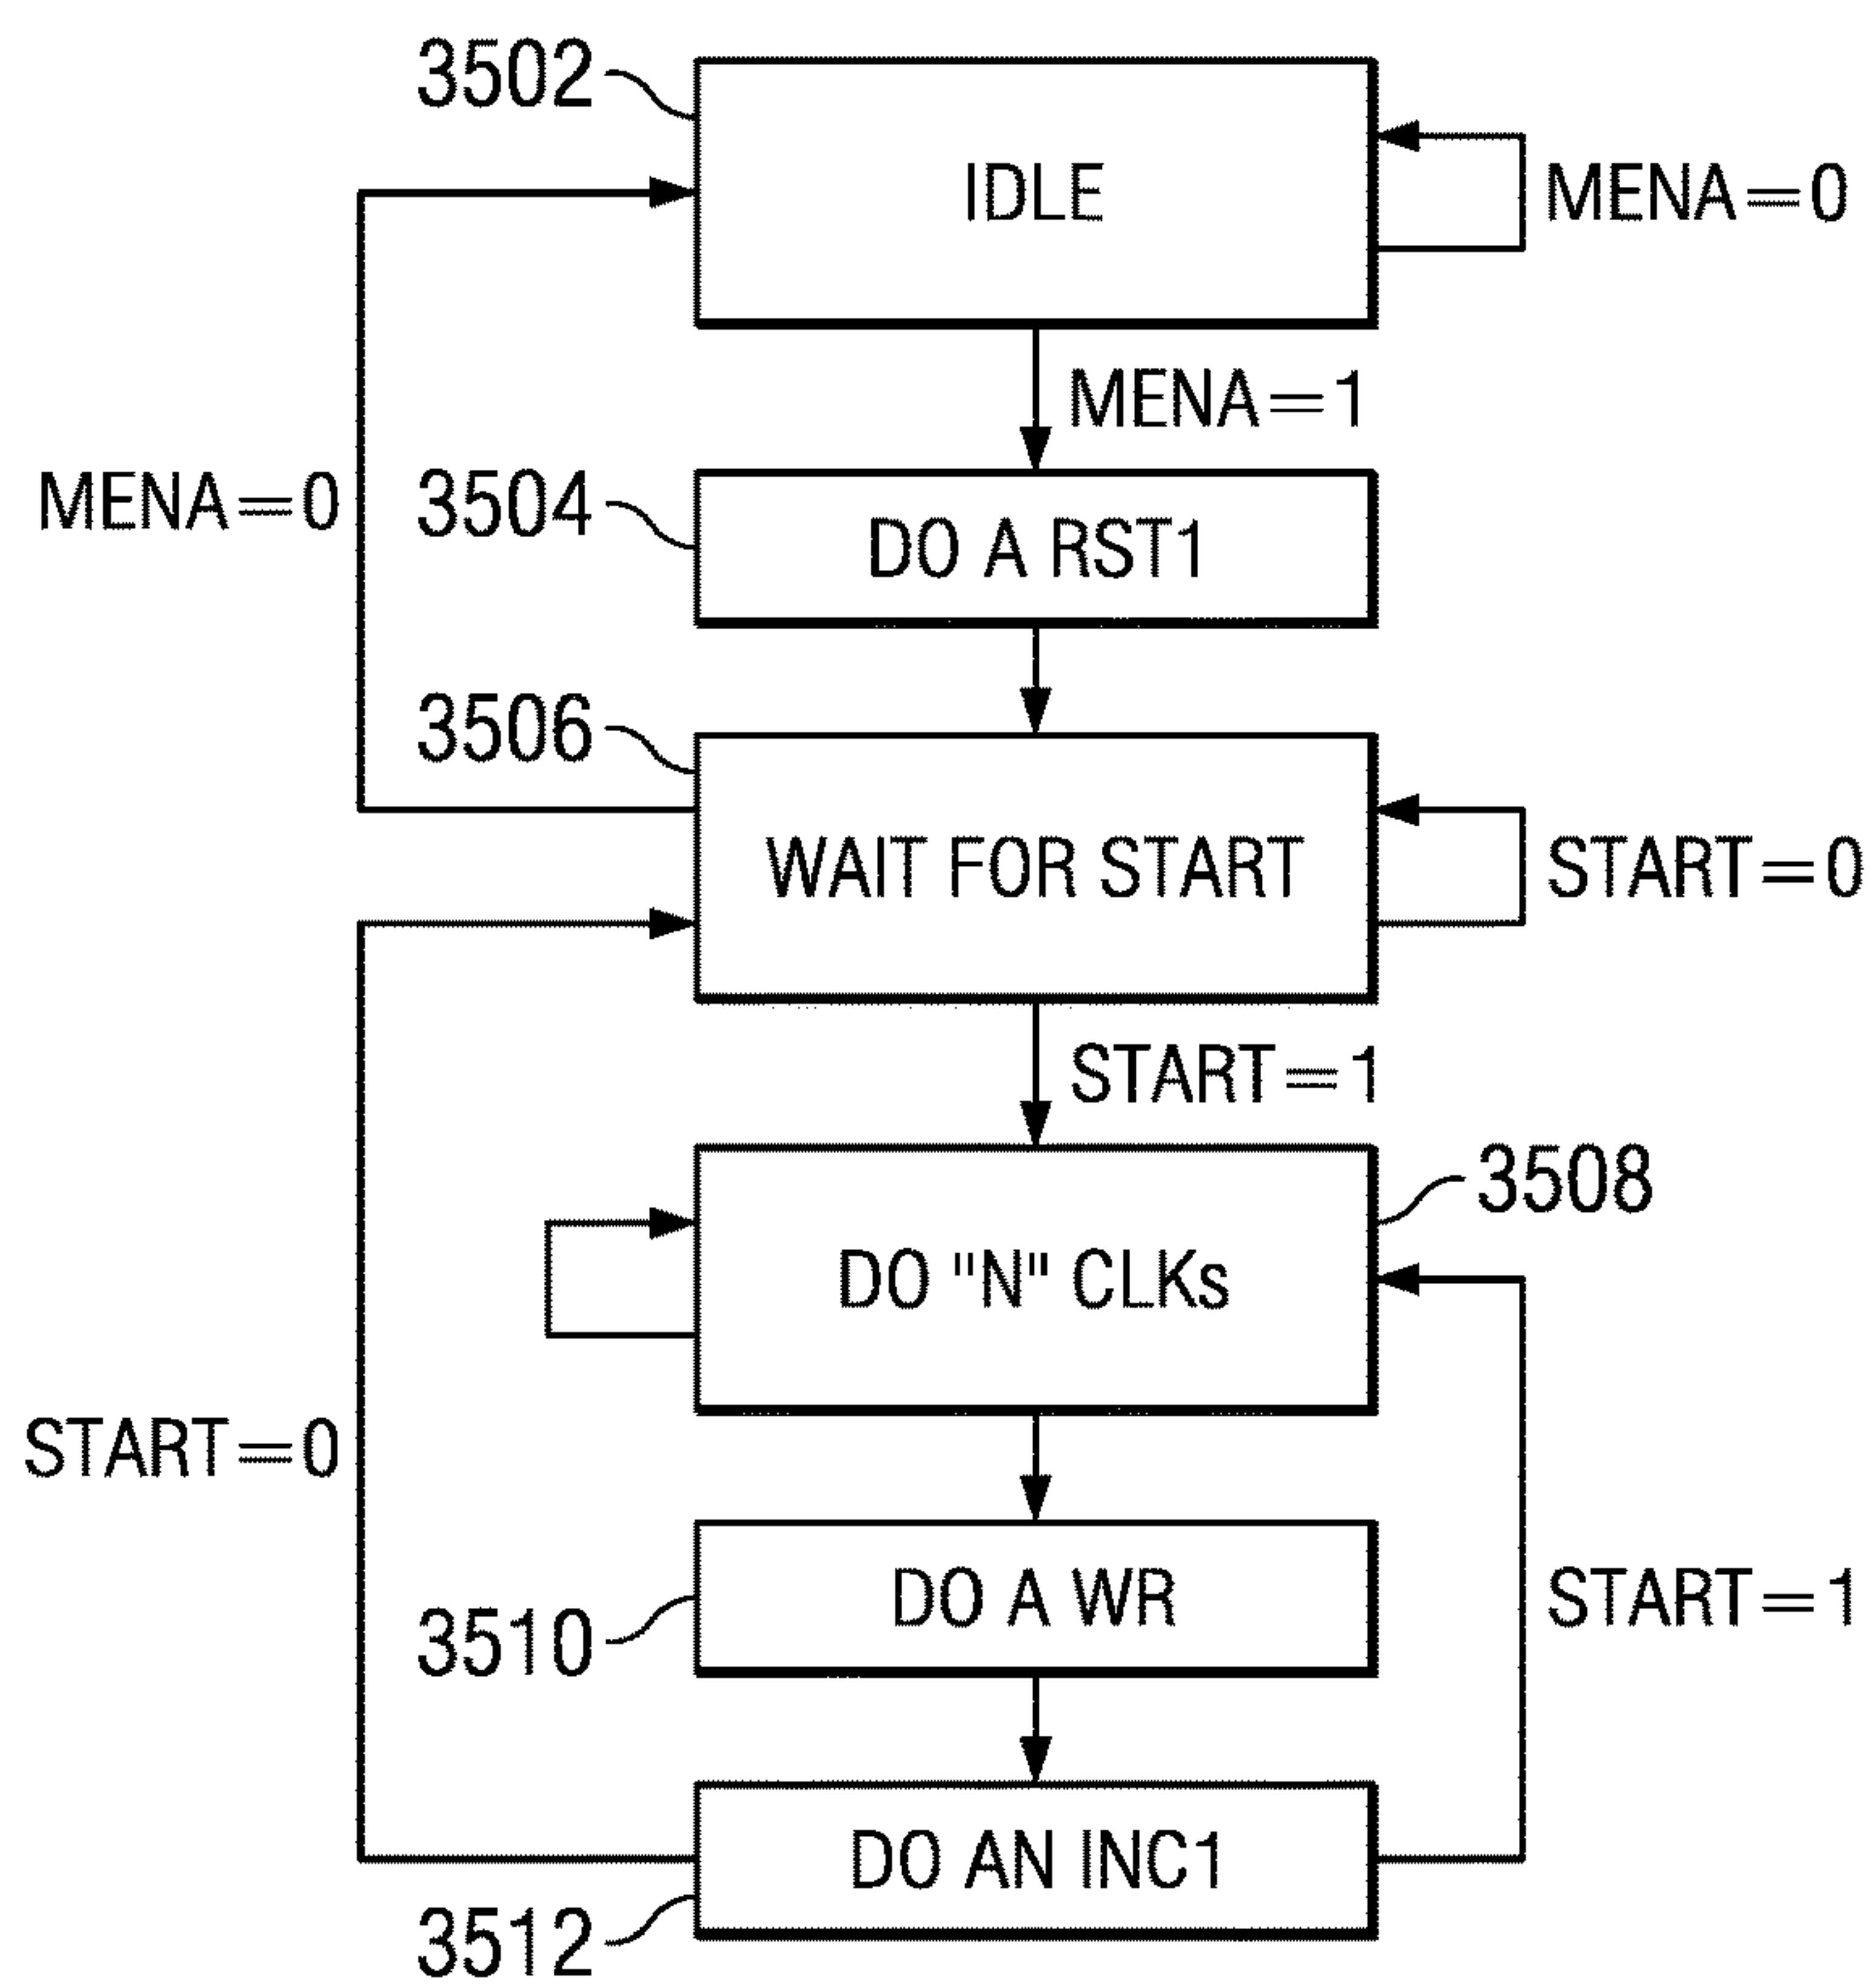 3502
IDLE
MENA=0
MENA=1
MENA=0
3504
DO A RST1
3506
WAIT FOR START
START=0
START=1
3508
DO "N" CLKs
START=0
3510
DO A WR
START=1
DO AN INC1
3512